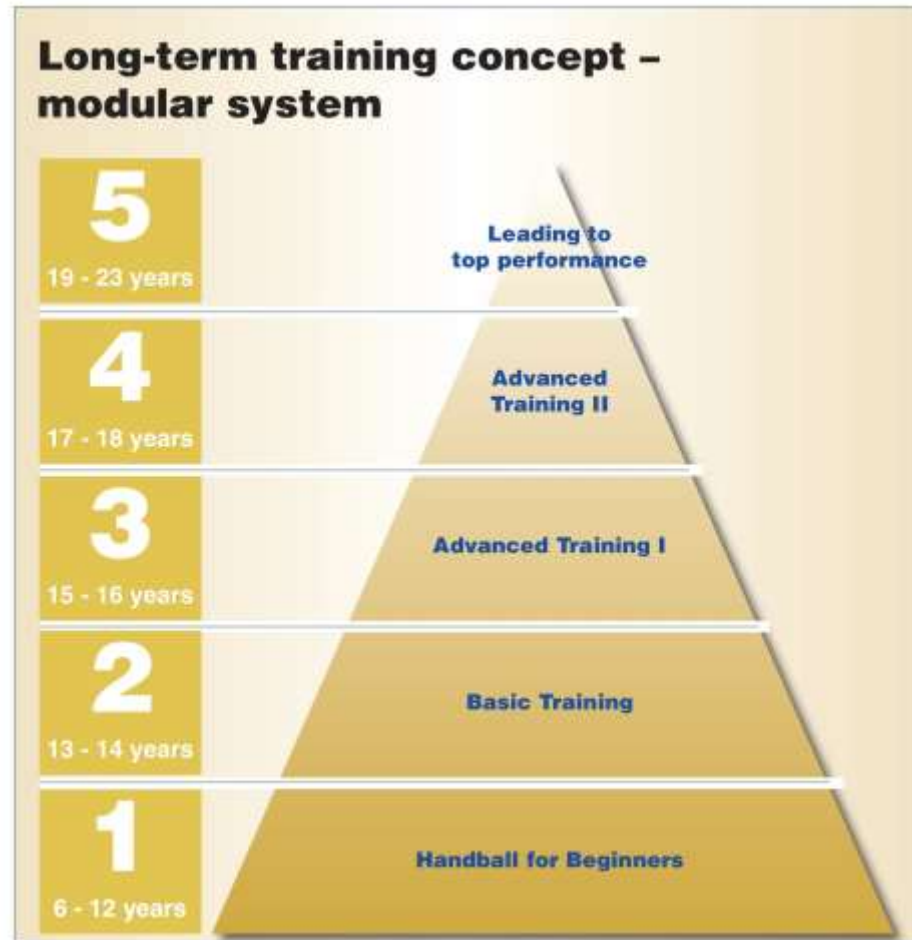 Long-term training concept –
modular system
5
19 - 23 years
Leading to
top performance
4
17 - 18 years
Advanced
Training II
3
15 - 16 years
Advanced Training I
2
13 - 14 years
Basic Training
1
6 - 12 years
Handball for Beginners